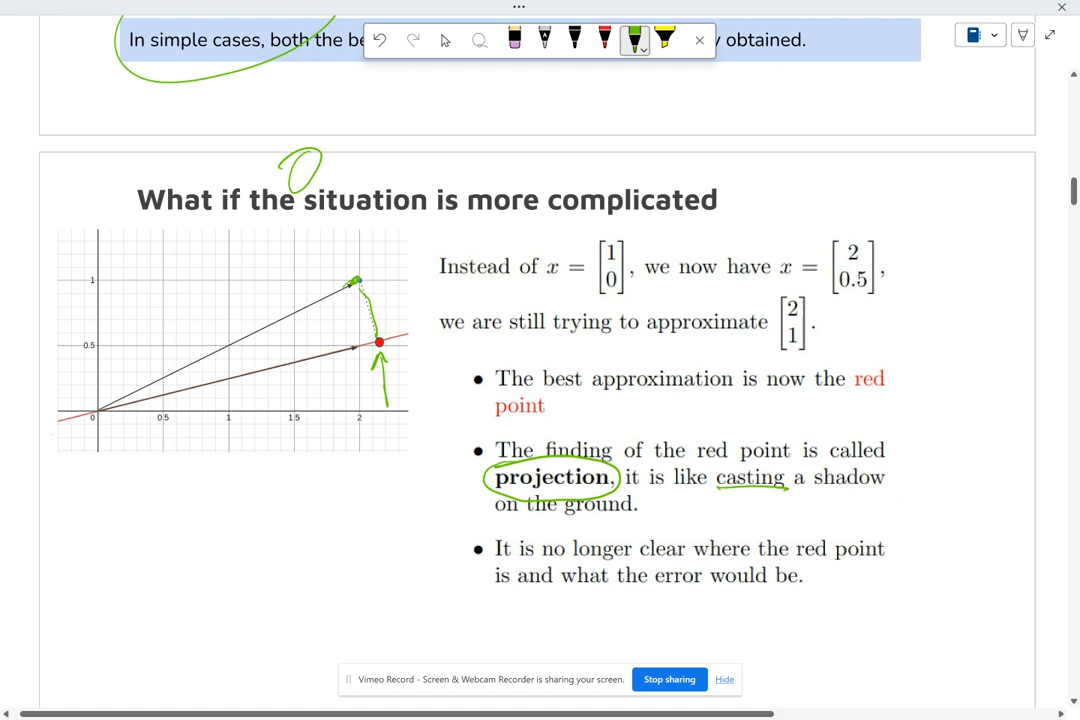 In simple cases, both the be
y obtained.
What if the situation is more complicated
Instead of x = [1 0], we now have x = [2 0.5],
we are still trying to approximate [2 1].
• The best approximation is now the red
point
• The finding of the red point is called
projection, it is like casting a shadow
on the ground.
• It is no longer clear where the red point
is and what the error would be.
1
0.5
0 0.5 1 1.5 2
Vimeo Record - Screen & Webcam Recorder is sharing your screen. Stop sharing Hide